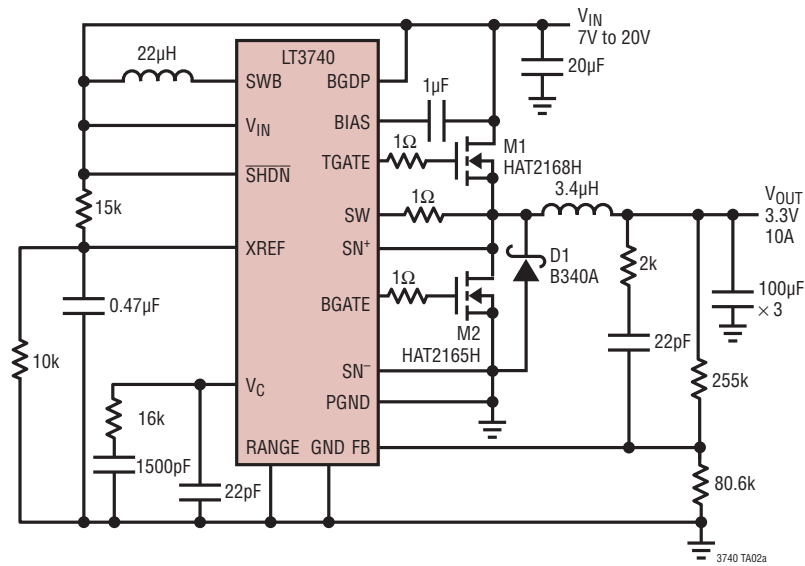 V_IN
7V to 20V
22µH
LT3740
SWB
BGDP
20µF
1µF
V_IN
BIAS
1Ω
M1
HAT2168H
TGATE
SHDN
3.4µH
15k
1Ω
V_OUT
3.3V
10A
SW
XREF
SN+
D1
B340A
2k
0.47µF
1Ω
BGATE
100µF
× 3
10k
M2
HAT2165H
22pF
SN–
255k
V_C
PGND
16k
RANGE
GND
FB
1500pF
22pF
80.6k
3740 TA02a